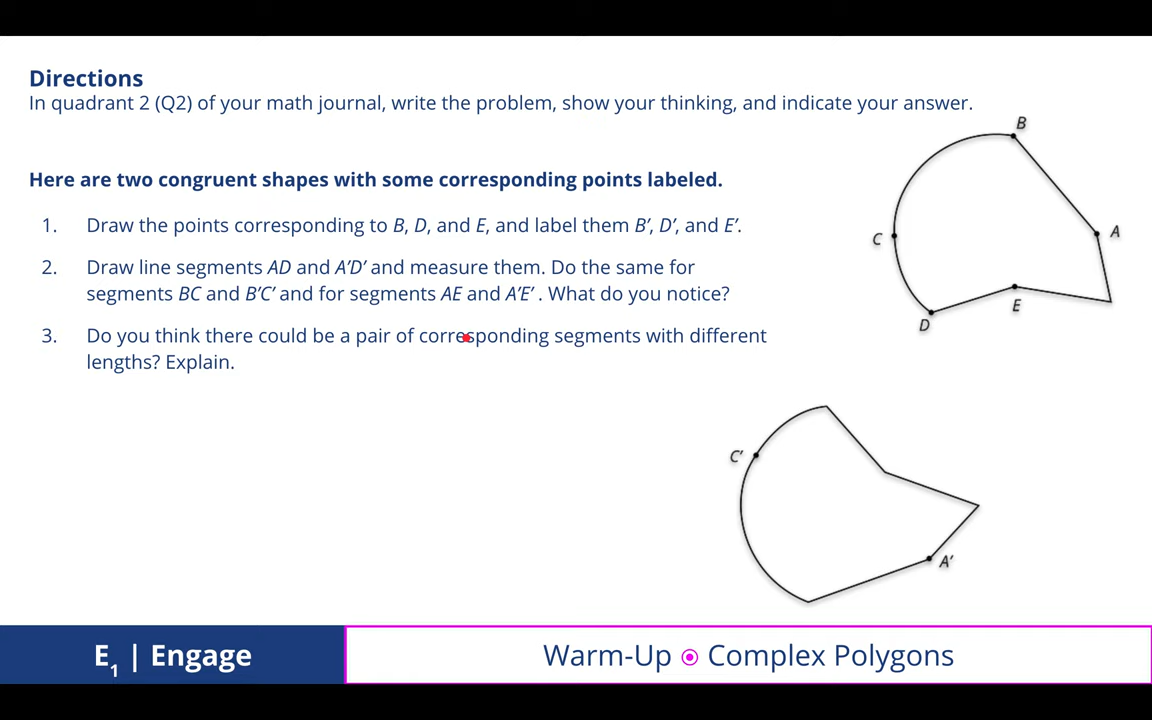 Directions
In quadrant 2 (Q2) of your math journal, write the problem, show your thinking, and indicate your answer.
Here are two congruent shapes with some corresponding points labeled.
1. Draw the points corresponding to B, D, and E, and label them B′, D′, and E′.
2. Draw line segments AD and A′D′ and measure them. Do the same for
segments BC and B′C′ and for segments AE and A′E′ . What do you notice?
3. Do you think there could be a pair of corresponding segments with different
lengths? Explain.
B
A
C
E
D
C′
A′
E1 | Engage
Warm-Up ⦿ Complex Polygons